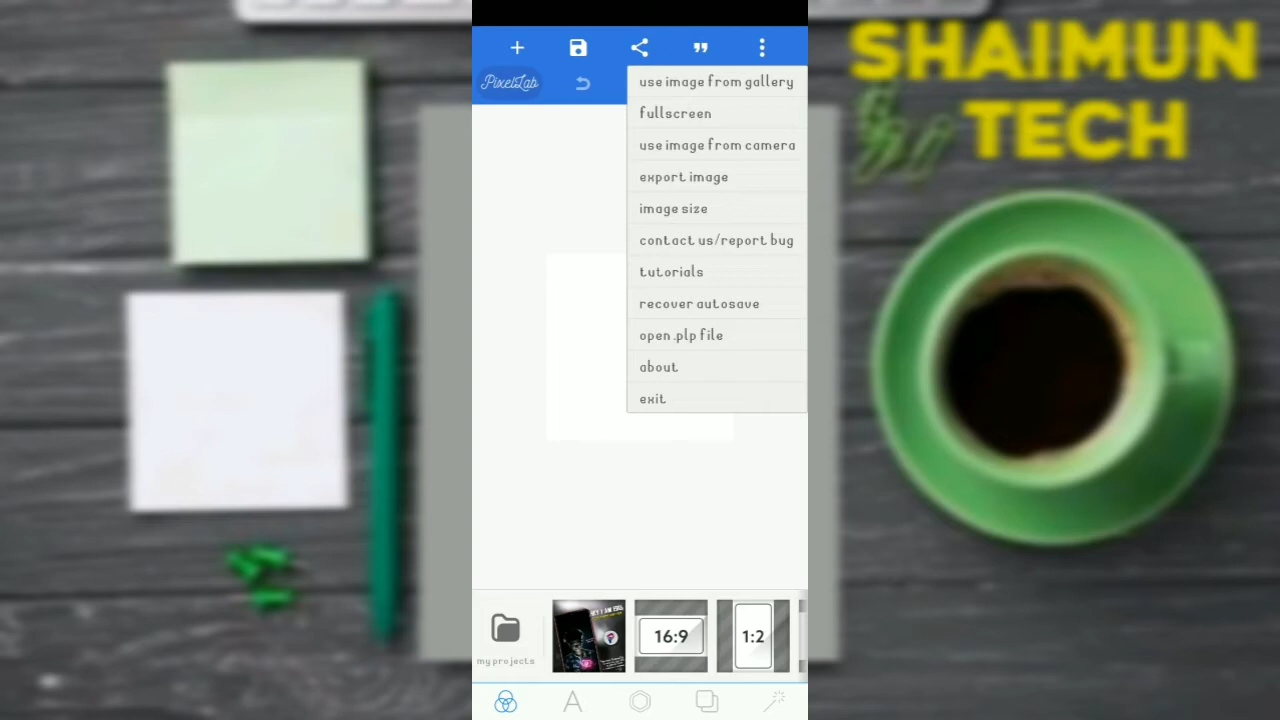 SHAIMUN
TECH
PixelLab
use image from gallery
fullscreen
use image from camera
export image
image size
contact us/report bug
tutorials
recover autosave
open .plp file
about
exit
my projects
16:9
1:2
A